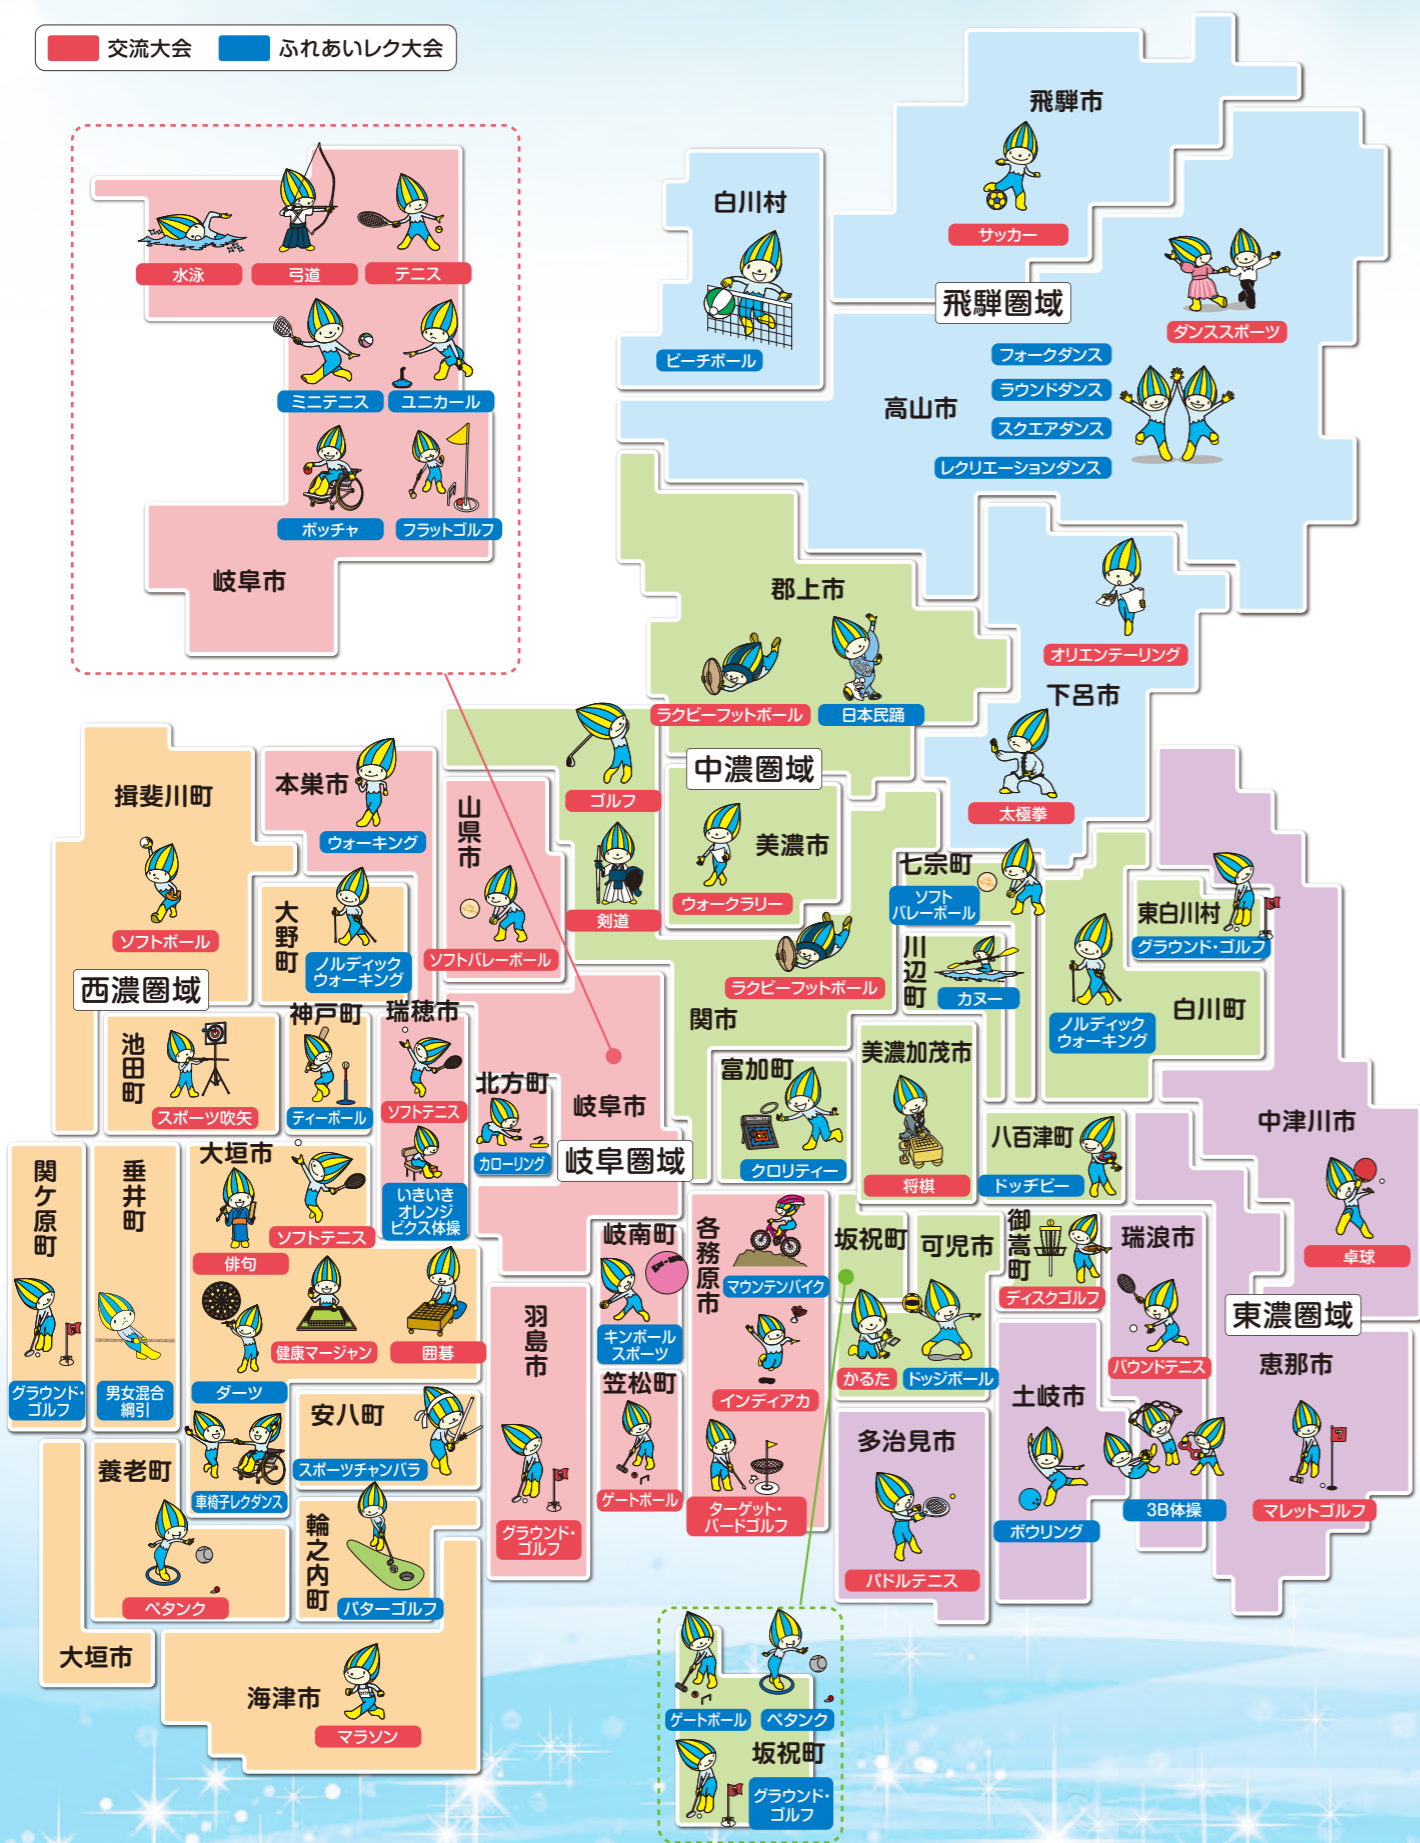 交流大会
ふれあいレク大会
水泳
弓道
テニス
ミニテニス
ユニカール
ボッチャ
フラットゴルフ
岐阜市
飛騨市
サッカー
白川村
ビーチボール
飛騨圏域
ダンススポーツ
フォークダンス
ラウンドダンス
スクエアダンス
レクリエーションダンス
高山市
オリエンテーリング
下呂市
太極拳
郡上市
ラグビーフットボール
日本民踊
中濃圏域
ゴルフ
剣道
美濃市
ウォークラリー
ラグビーフットボール
関市
七宗町
ソフト
バレーボール
川辺町
カヌー
東白川村
グラウンド・ゴルフ
白川町
ノルディック
ウォーキング
富加町
クロリティー
美濃加茂市
将棋
八百津町
ドッヂビー
坂祝町
かるた
可児市
ドッジボール
御嵩町
ディスクゴルフ
揖斐川町
ソフトボール
西濃圏域
大野町
ノルディック
ウォーキング
池田町
スポーツ吹矢
神戸町
ティーボール
関ケ原町
グラウンド・
ゴルフ
垂井町
男女混合
綱引
大垣市
ソフトテニス
俳句
健康マージャン
囲碁
ダーツ
車椅子レクダンス
安八町
スポーツチャンバラ
養老町
ペタンク
輪之内町
パターゴルフ
大垣市
海津市
マラソン
本巣市
ウォーキング
山県市
ソフトバレーボール
瑞穂市
ソフトテニス
いきいき
オレンジ
ビクス体操
北方町
カローリング
岐阜市
岐阜圏域
羽島市
グラウンド・
ゴルフ
岐南町
キンボール
スポーツ
笠松町
ゲートボール
各務原市
マウンテンバイク
インディアカ
ターゲット・
バードゴルフ
中津川市
卓球
東濃圏域
瑞浪市
バウンドテニス
3B体操
恵那市
マレットゴルフ
土岐市
ボウリング
多治見市
パドルテニス
ゲートボール
ペタンク
坂祝町
グラウンド・
ゴルフ